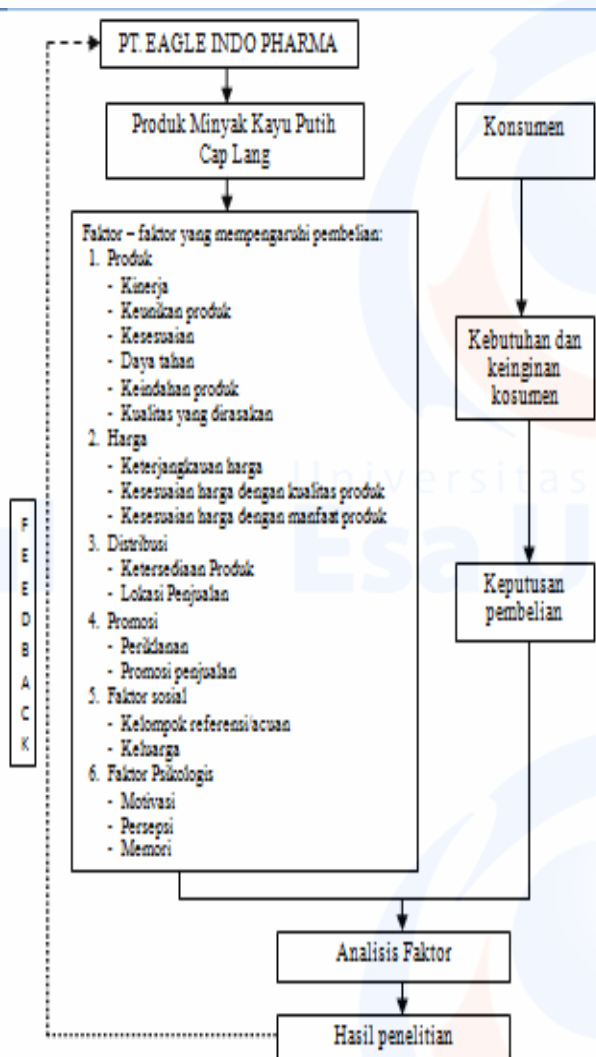 PT. EAGLE INDO PHARMA
Produk Minyak Kayu Putih
Cap Lang
Konsumen
Faktor – faktor yang mempengaruhi pembelian:
1. Produk
- Kinerja
- Keunikan produk
- Kesesuaian
- Daya tahan
- Keindahan produk
- Kualitas yang dirasakan
2. Harga
- Keterjangkauan harga
- Kesesuaian harga dengan kualitas produk
- Kesesuaian harga dengan manfaat produk
3. Distribusi
- Ketersediaan Produk
- Lokasi Penjualan
4. Promosi
- Periklanan
- Promosi penjualan
5. Faktor sosial
- Kelompok referensi/acuan
- Keluarga
6. Faktor Psikologis
- Motivasi
- Persepsi
- Memori
Kebutuhan dan
keinginan
kosumen
Keputusan
pembelian
F
E
E
D
B
A
C
K
Analisis Faktor
Hasil penelitian
Universitas
Esa U